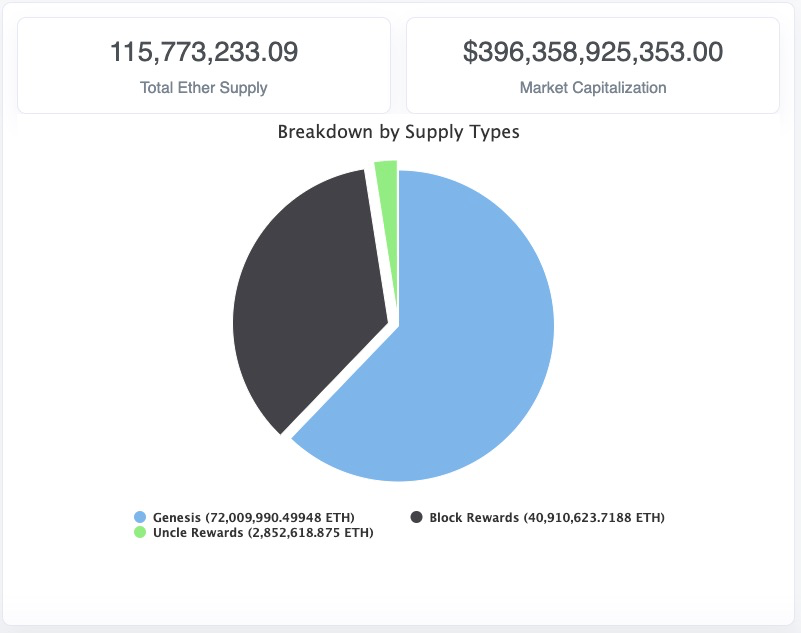 115,773,233.09
Total Ether Supply
$396,358,925,353.00
Market Capitalization
Breakdown by Supply Types
Genesis (72,009,990.49948 ETH)
Block Rewards (40,910,623.7188 ETH)
Uncle Rewards (2,852,618.875 ETH)